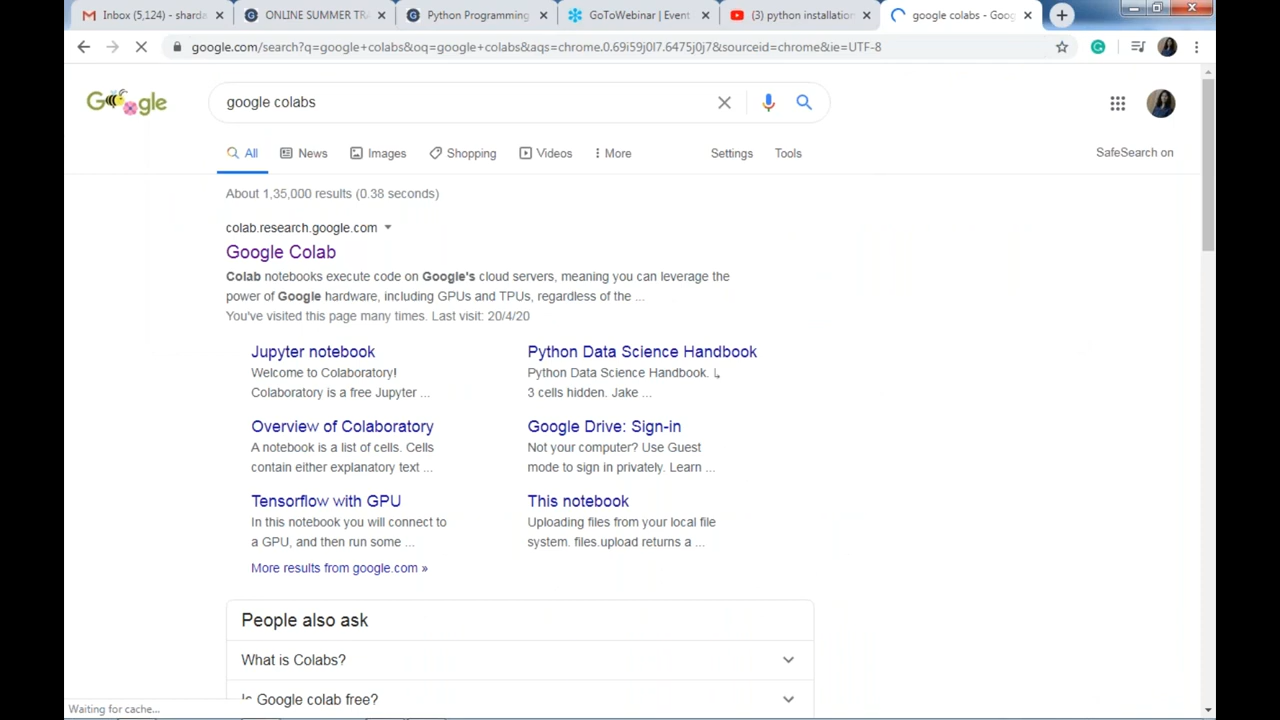 Inbox (5,124) - sharda
ONLINE SUMMER TRA
Python Programming
GoToWebinar | Event
(3) python installation
google colabs - Goog
google.com/search?q=google+colabs&oq=google+colabs&aqs=chrome.0.69i59j0l7.6475j0j7&sourceid=chrome&ie=UTF-8
Google
google colabs
All
News
Images
Shopping
Videos
More
Settings
Tools
SafeSearch on
About 1,35,000 results (0.38 seconds)
colab.research.google.com
Google Colab
Colab notebooks execute code on Google's cloud servers, meaning you can leverage the
power of Google hardware, including GPUs and TPUs, regardless of the ...
You've visited this page many times. Last visit: 20/4/20
Jupyter notebook
Welcome to Colaboratory!
Colaboratory is a free Jupyter ...
Python Data Science Handbook
Python Data Science Handbook. ↳
3 cells hidden. Jake ...
Overview of Colaboratory
A notebook is a list of cells. Cells
contain either explanatory text ...
Google Drive: Sign-in
Not your computer? Use Guest
mode to sign in privately. Learn ...
Tensorflow with GPU
In this notebook you will connect to
a GPU, and then run some ...
This notebook
Uploading files from your local file
system. files.upload returns a ...
More results from google.com »
People also ask
What is Colabs?
Is Google colab free?
Waiting for cache...